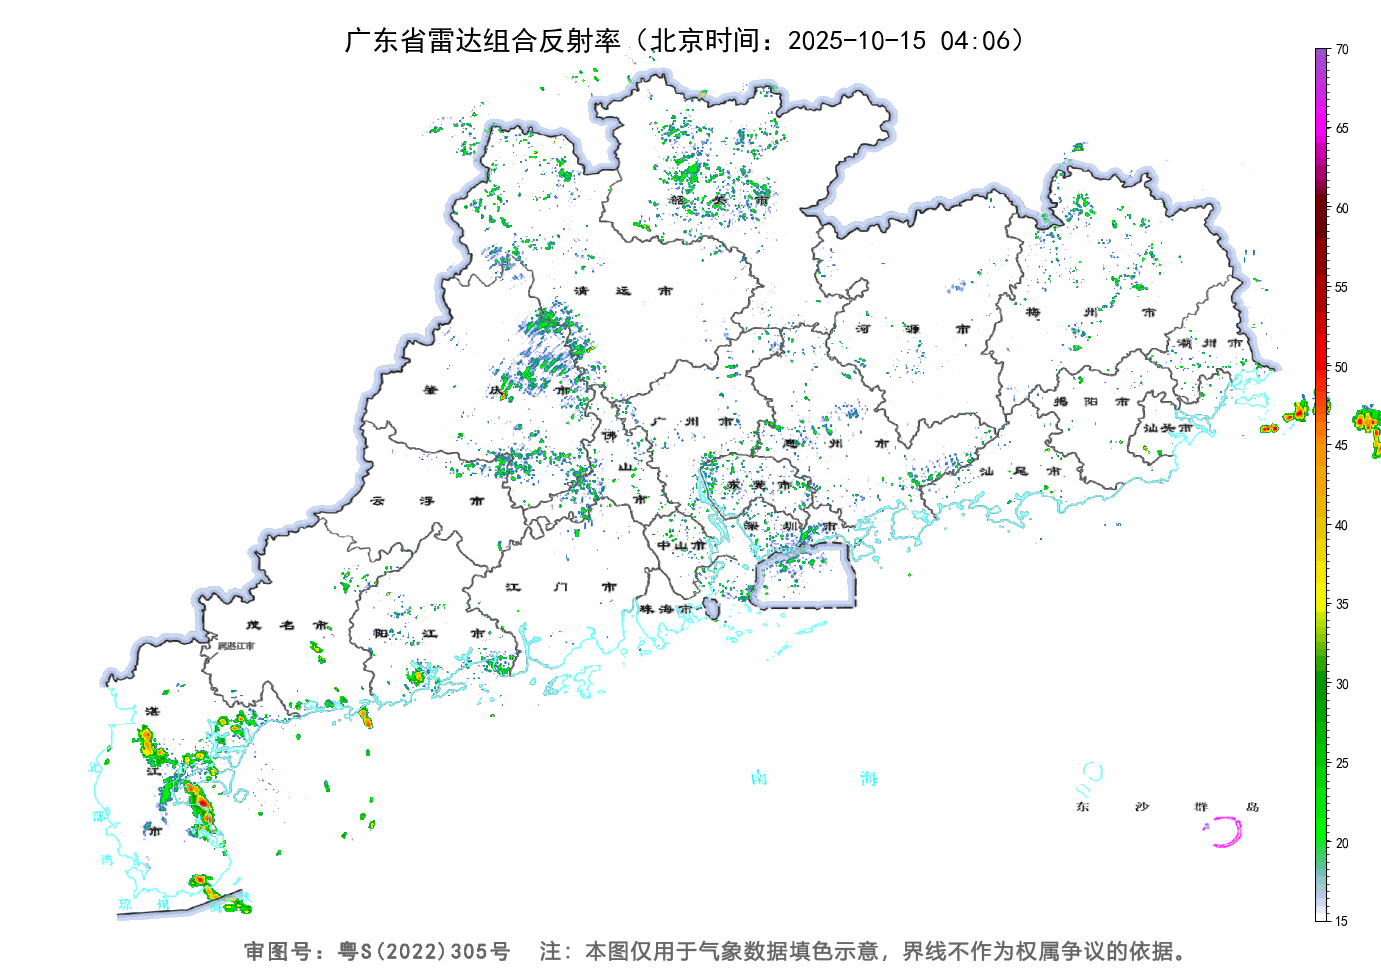 广东省雷达组合反射率（北京时间：2025-10-15 04:06）
70
65
60
55
50
45
40
35
30
25
20
15
韶关市
清远市
河源市
梅州市
潮州市
肇庆市
广州市
惠州市
揭阳市
汕头市
佛山市
东莞市
汕尾市
云浮市
深圳市
中山市
江门市
珠海市
茂名市
阳江市
属湛江市
湛江市
北部湾
琼州海峡
南海
东沙群岛
审图号：粤S(2022)305号 注：本图仅用于气象数据填色示意，界线不作为权属争议的依据。